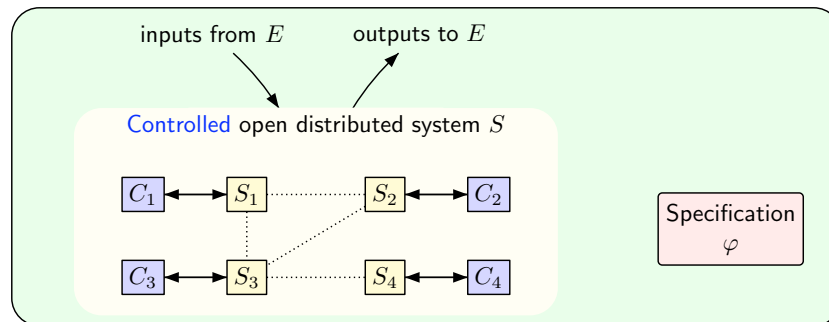 inputs from E
outputs to E
Controlled open distributed system S
C₁ S₁ S₂ C₂
Specification
φ
C₃ S₃ S₄ C₄